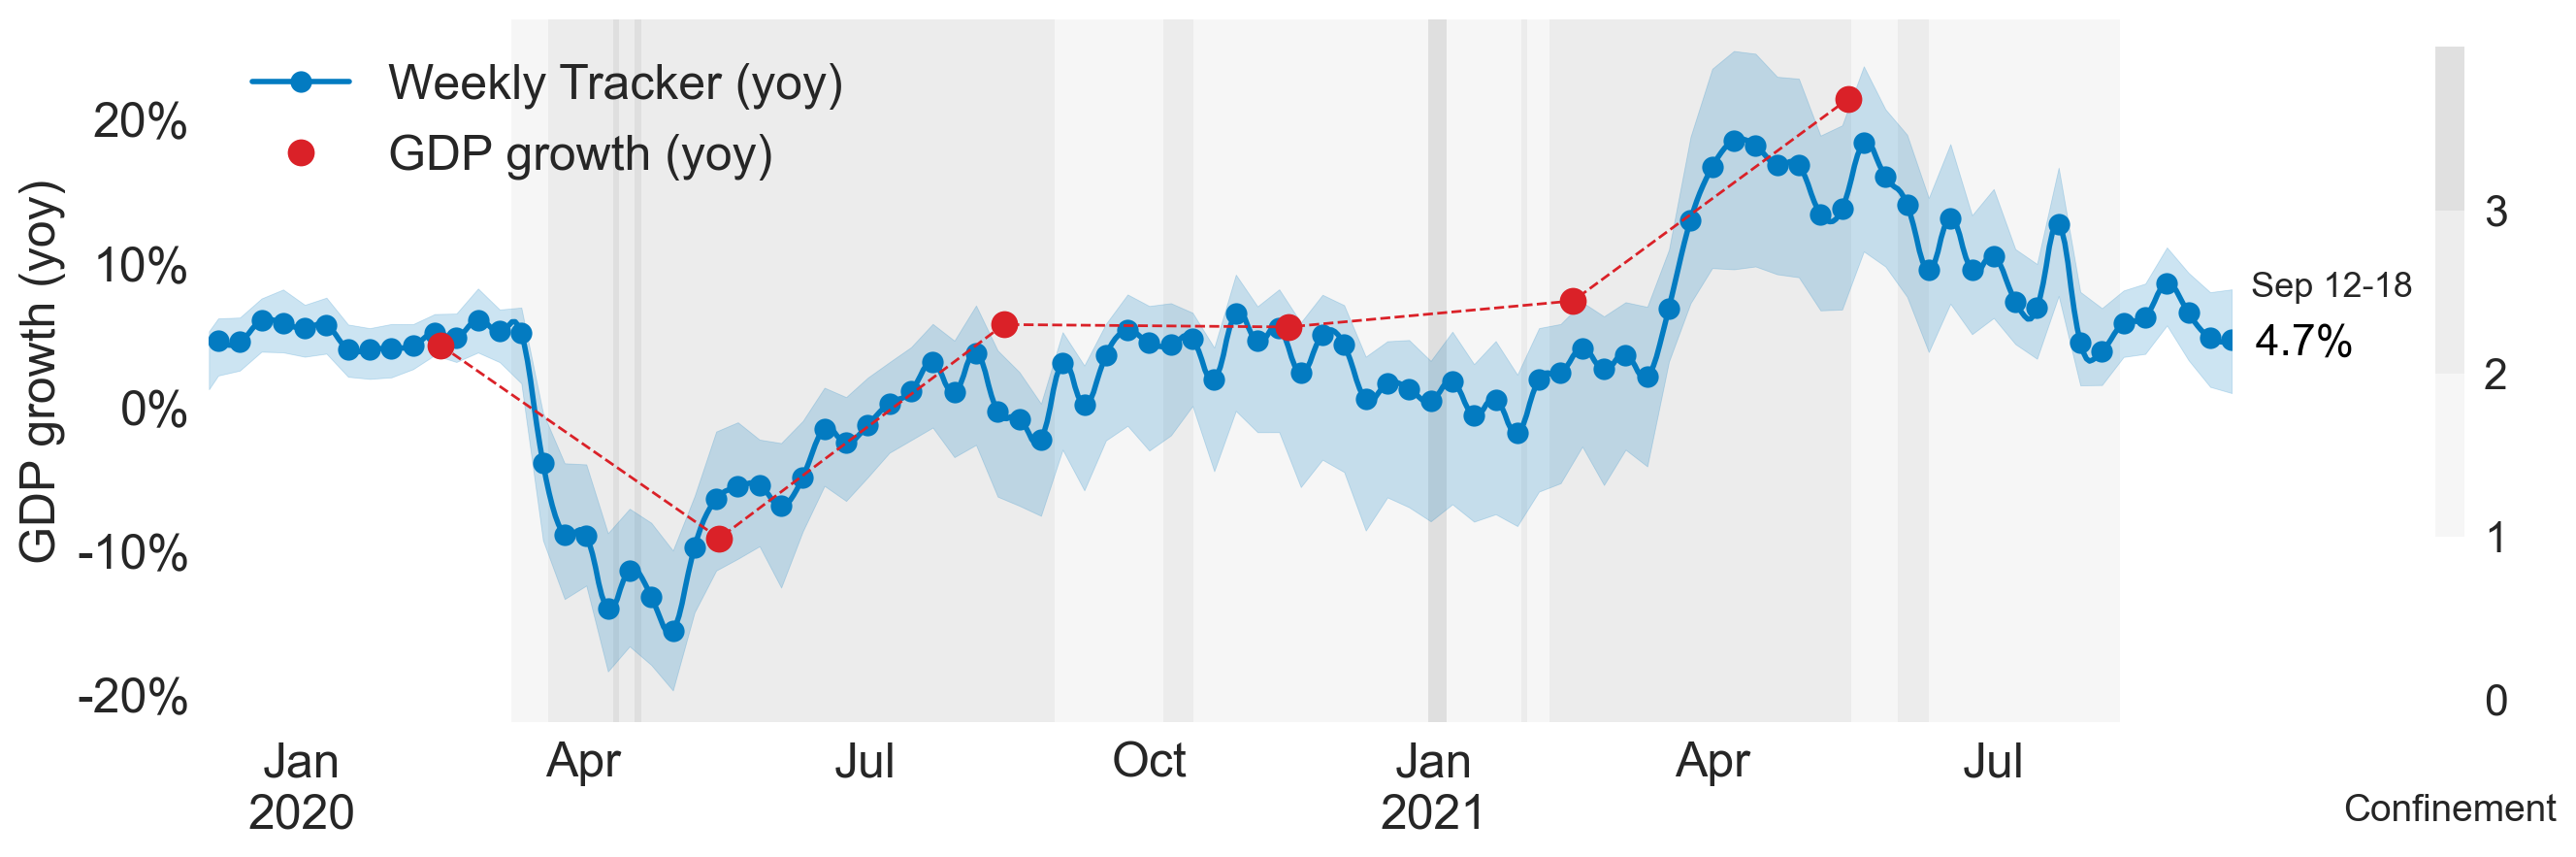 Weekly Tracker (yoy)
GDP growth (yoy)
GDP growth (yoy)
20%
10%
0%
-10%
-20%
Jan
2020
Apr
Jul
Oct
Jan
2021
Apr
Jul
Sep 12-18
4.7%
3
2
1
0
Confinement